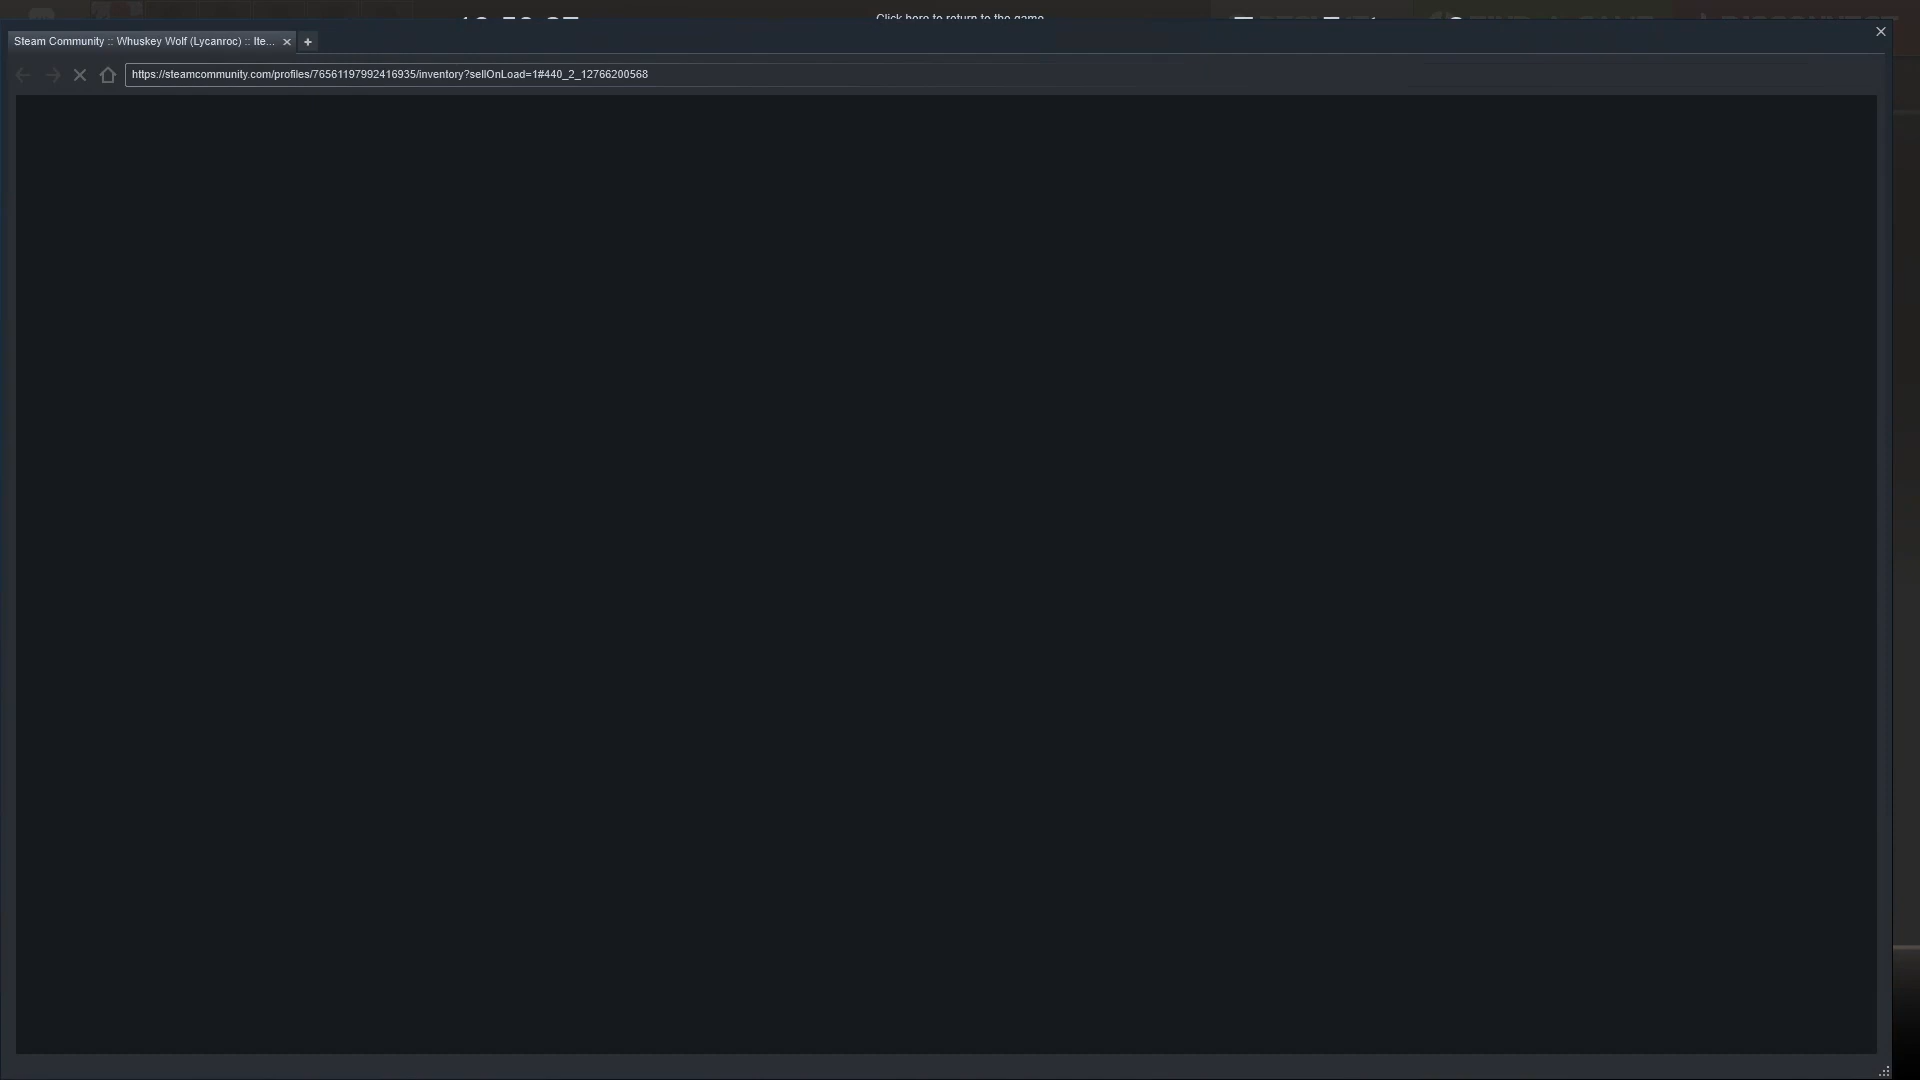 Click here to return to the game
Steam Community :: Whuskey Wolf (Lycanroc) :: Ite...
https://steamcommunity.com/profiles/76561197992416935/inventory?sellOnLoad=1#440_2_12766200568